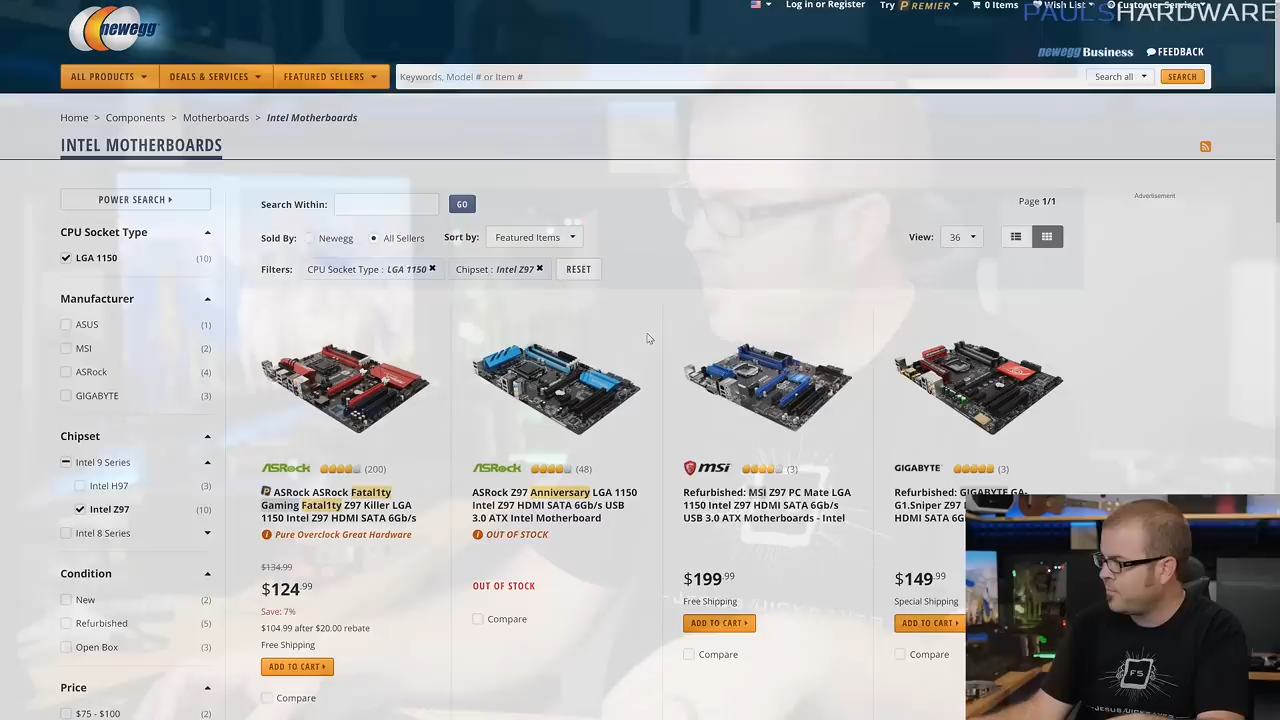 newegg
Log in or Register
Try PREMIER
0 Items
Wish List
Customer Service
PAULSHARDWARE
newegg Business
FEEDBACK
ALL PRODUCTS
DEALS & SERVICES
FEATURED SELLERS
Keywords, Model # or Item #
Search all
SEARCH
Home > Components > Motherboards > Intel Motherboards
INTEL MOTHERBOARDS
POWER SEARCH
Search Within:
GO
Page 1/1
Advertisement
CPU Socket Type
LGA 1150 (10)
Sold By: Newegg All Sellers
Sort by: Featured Items
View: 36
Filters: CPU Socket Type : LGA 1150 ✖ Chipset : Intel Z97 ✖ RESET
Manufacturer
ASUS (1)
MSI (2)
ASRock (4)
GIGABYTE (3)
Chipset
Intel 9 Series
Intel H97 (3)
Intel Z97 (10)
Intel 8 Series
Condition
New (2)
Refurbished (5)
Open Box (3)
Price
$75 - $100 (2)
ASRock (200)
ASRock ASRock Fatal1ty
Gaming Fatal1ty Z97 Killer LGA
1150 Intel Z97 HDMI SATA 6Gb/s
Pure Overclock Great Hardware
$134.99
$124.99
Save: 7%
$104.99 after $20.00 rebate
Free Shipping
ADD TO CART
Compare
ASRock (48)
ASRock Z97 Anniversary LGA 1150
Intel Z97 HDMI SATA 6Gb/s USB
3.0 ATX Intel Motherboard
OUT OF STOCK
OUT OF STOCK
Compare
msi (3)
Refurbished: MSI Z97 PC Mate LGA
1150 Intel Z97 HDMI SATA 6Gb/s
USB 3.0 ATX Motherboards - Intel
$199.99
Free Shipping
ADD TO CART
Compare
GIGABYTE (3)
Refurbished: GIGABYTE GA-
G1.Sniper Z97
HDMI SATA 6G
$149.99
Special Shipping
ADD TO CART
Compare
F5